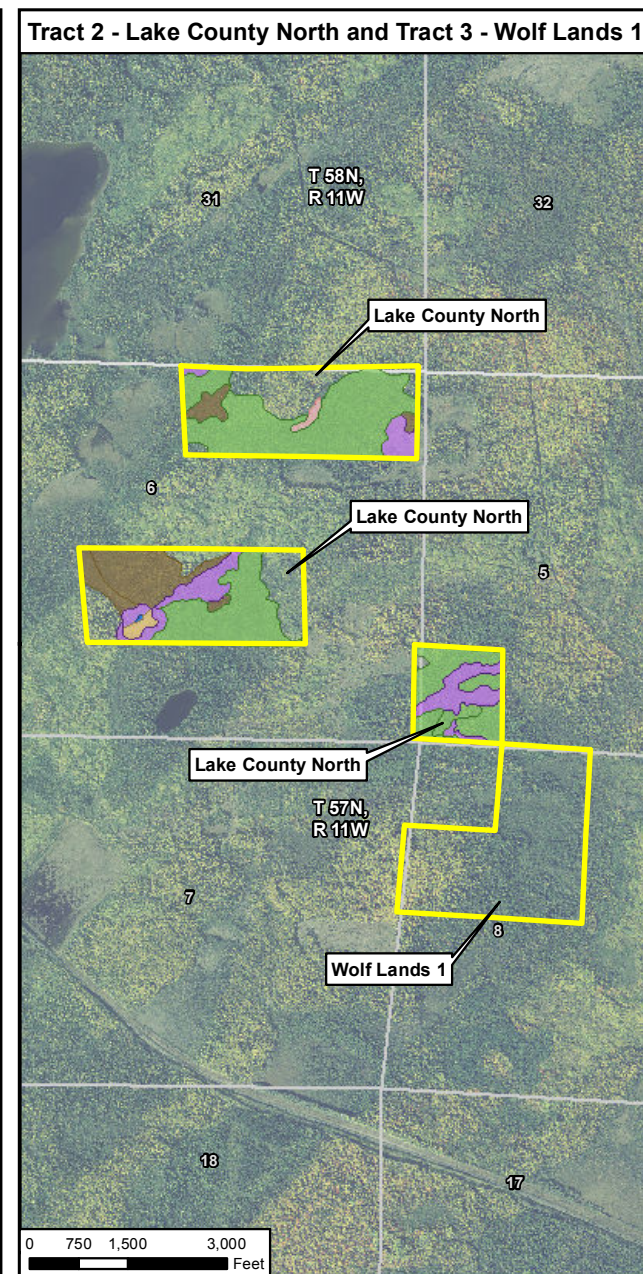 Tract 2 - Lake County North and Tract 3 - Wolf Lands 1
T 58N,
R 11W
31
32
Lake County North
6
Lake County North
5
Lake County North
T 57N,
R 11W
7
8
Wolf Lands 1
18
17
0 750 1,500 3,000
Feet